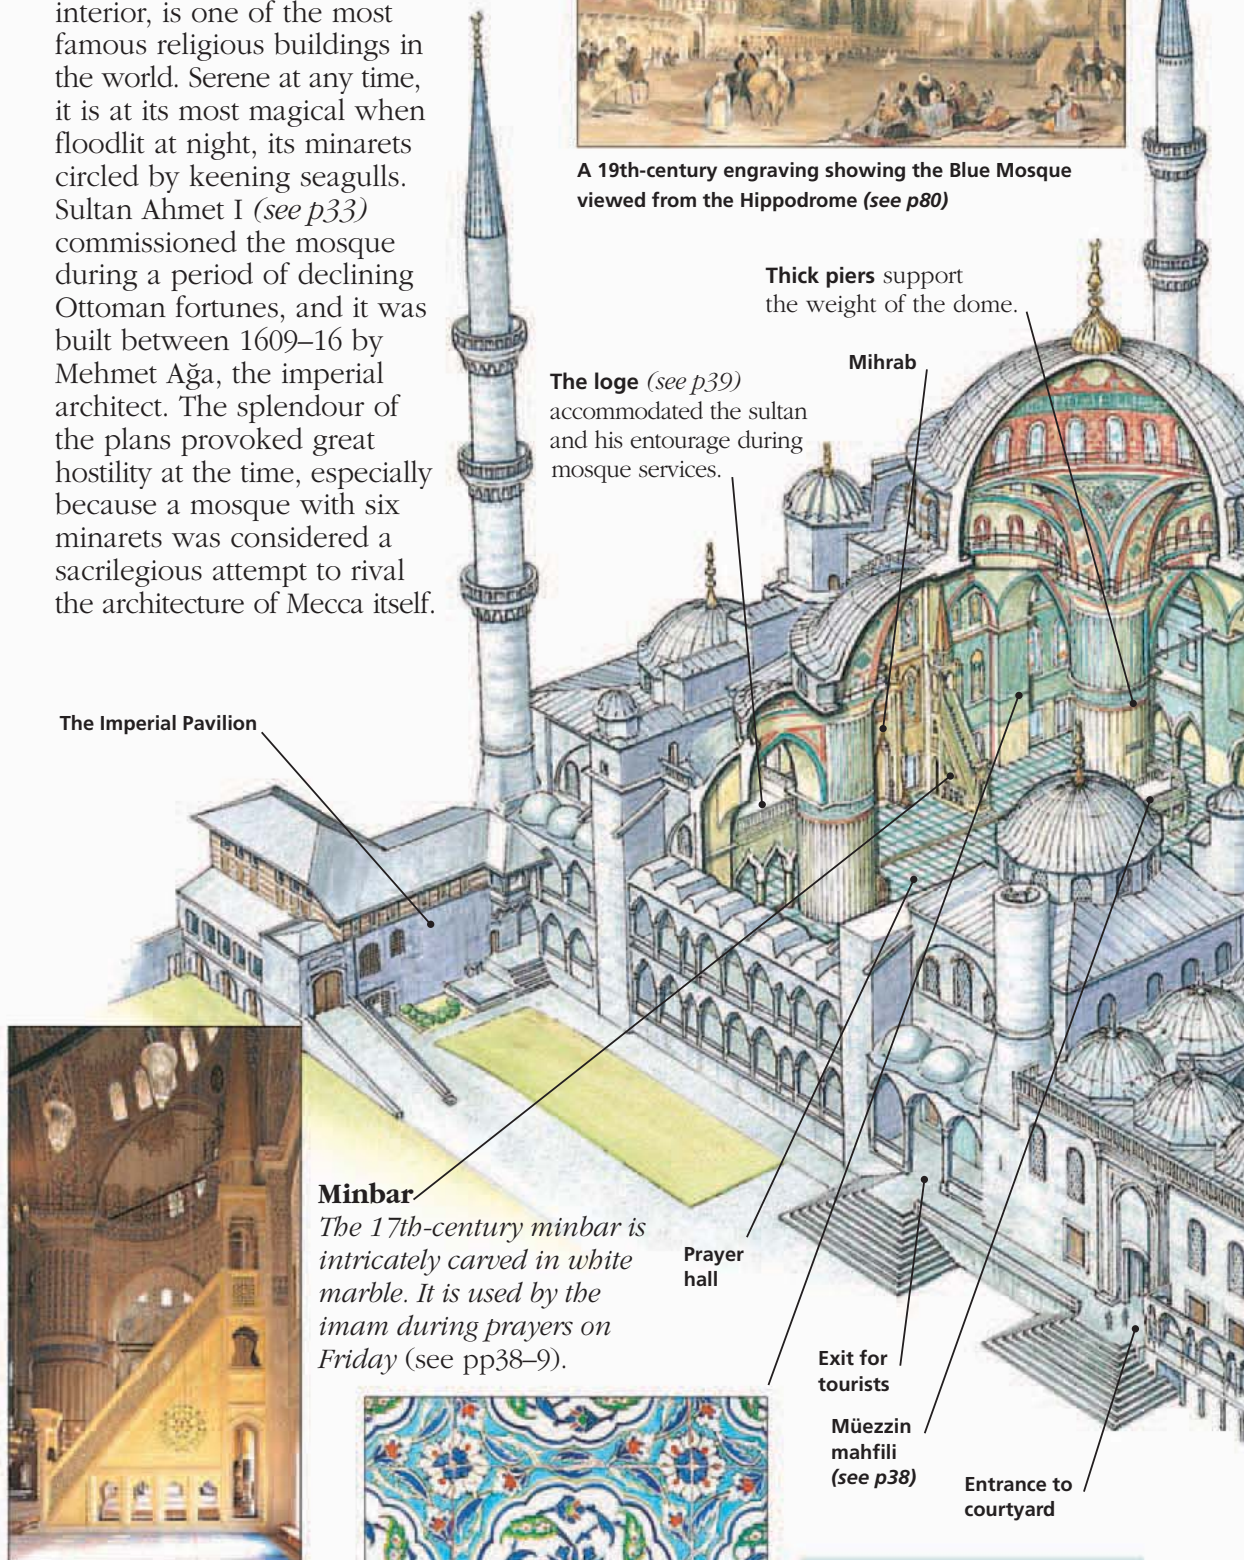 interior, is one of the most
famous religious buildings in
the world. Serene at any time,
it is at its most magical when
floodlit at night, its minarets
circled by keening seagulls.
Sultan Ahmet I (see p33)
commissioned the mosque
during a period of declining
Ottoman fortunes, and it was
built between 1609–16 by
Mehmet Ağa, the imperial
architect. The splendour of
the plans provoked great
hostility at the time, especially
because a mosque with six
minarets was considered a
sacrilegious attempt to rival
the architecture of Mecca itself.
A 19th-century engraving showing the Blue Mosque
viewed from the Hippodrome (see p80)
Thick piers support
the weight of the dome.
Mihrab
The loge (see p39)
accommodated the sultan
and his entourage during
mosque services.
The Imperial Pavilion
Minbar
The 17th-century minbar is
intricately carved in white
marble. It is used by the
imam during prayers on
Friday (see pp38–9).
Prayer
hall
Exit for
tourists
Müezzin
mahfili
(see p38)
Entrance to
courtyard